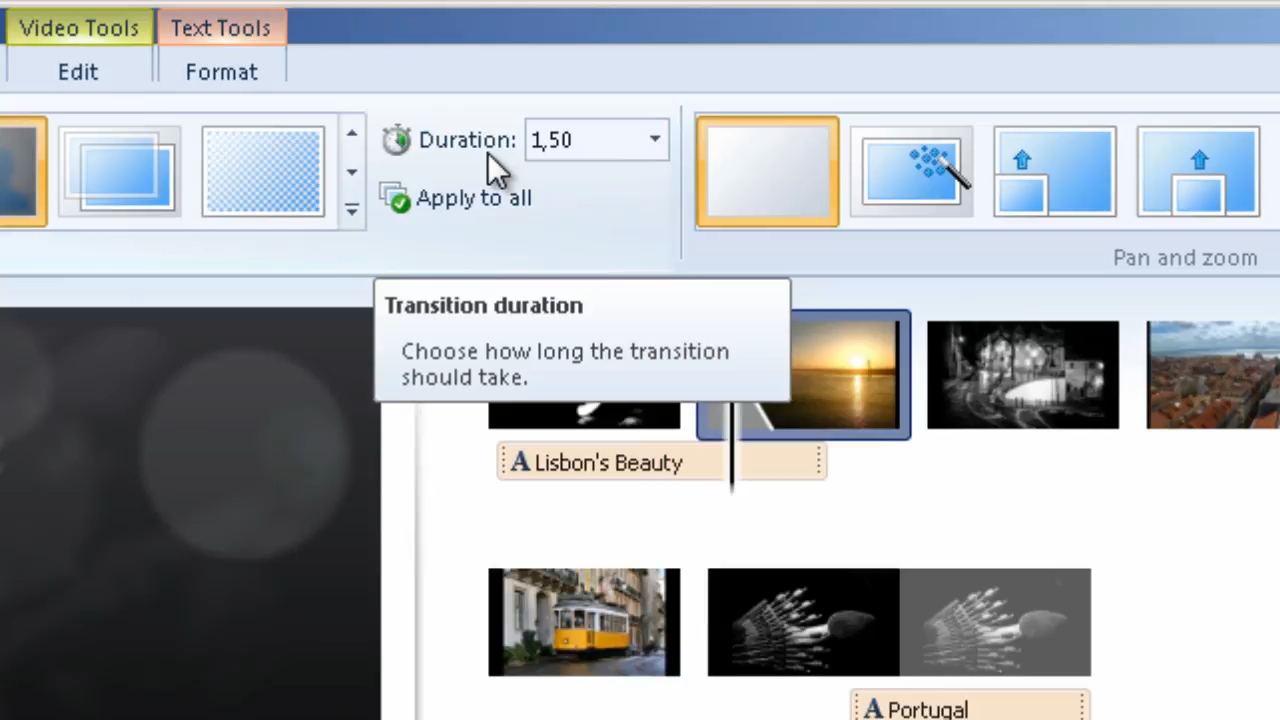 Video Tools
Text Tools
Edit
Format
Duration: 1,50
Apply to all
Pan and zoom
Transition duration
Choose how long the transition
should take.
A Lisbon's Beauty
A Portugal